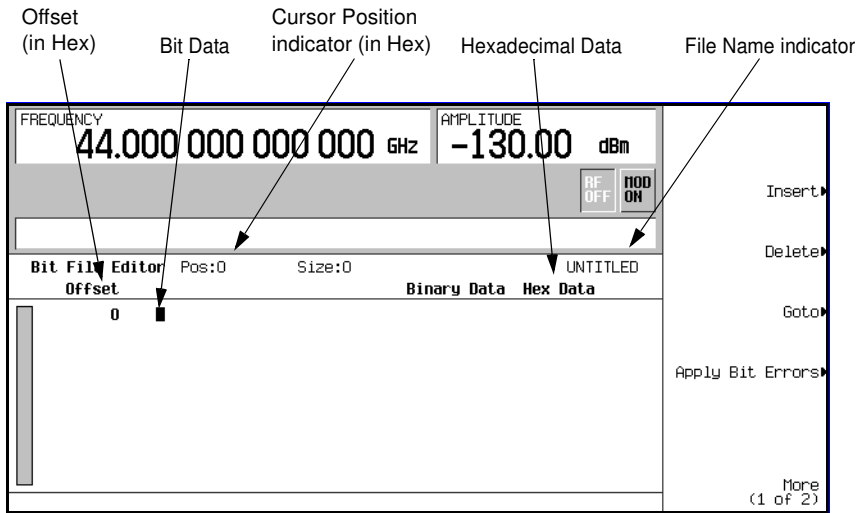 Offset
(in Hex)
Bit Data
Cursor Position
indicator (in Hex)
Hexadecimal Data
File Name indicator
FREQUENCY
44.000 000 000 000 GHz
AMPLITUDE
-130.00 dBm
RF
OFF
MOD
ON
Insert
Delete
Goto
Apply Bit Errors
More
(1 of 2)
Bit File Editor Pos:0 Size:0 UNTITLED
Offset Binary Data Hex Data
0